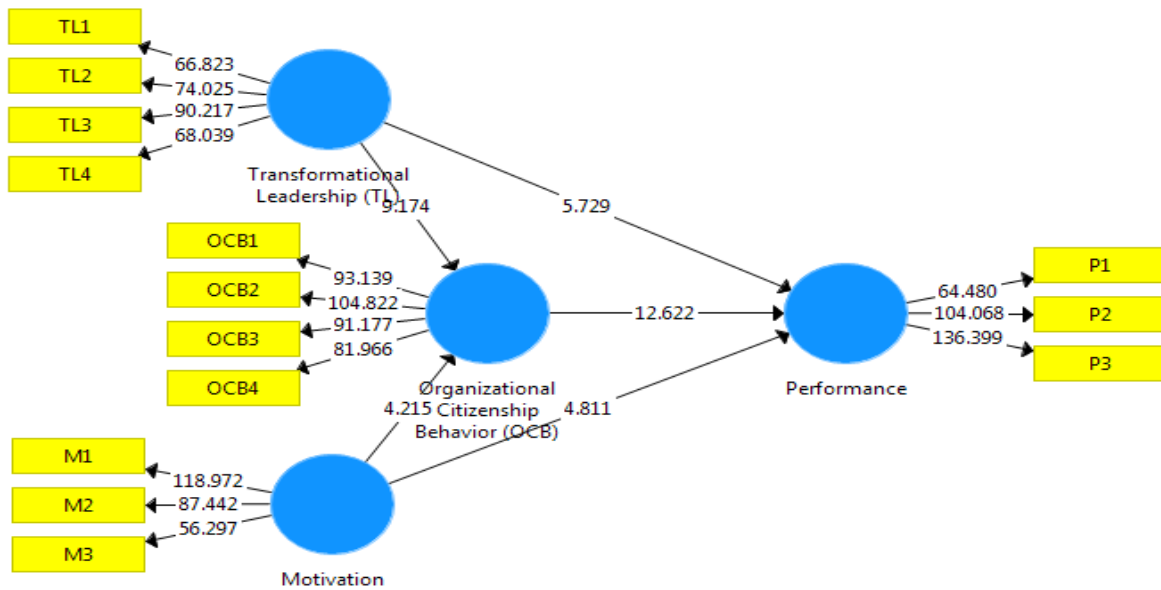 TL1
66.823
TL2
74.025
TL3
90.217
68.039
TL4
Transformational
Leadership (TL)
9.174
5.729
OCB1
93.139
OCB2
104.822
OCB3
91.177
81.966
OCB4
Organizational
Citizenship
Behavior (OCB)
12.622
4.215
4.811
P1
64.480
P2
104.068
136.399
P3
Performance
M1
118.972
M2
87.442
56.297
M3
Motivation